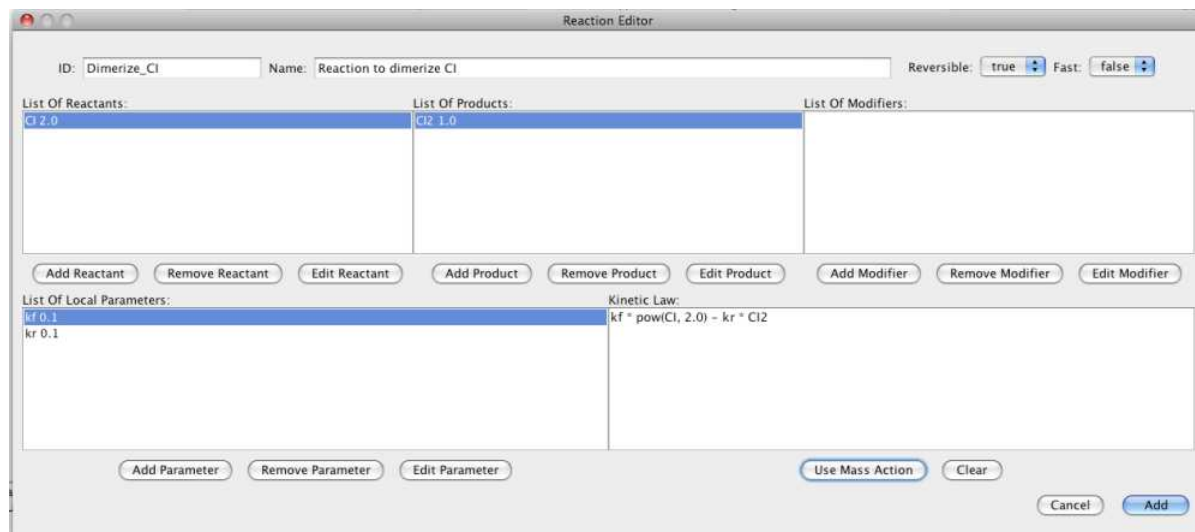 Reaction Editor
ID: Dimerize_CI Name: Reaction to dimerize CI Reversible: true Fast: false
List Of Reactants: List Of Products: List Of Modifiers:
CI 2.0 CI2 1.0
Add Reactant Remove Reactant Edit Reactant Add Product Remove Product Edit Product Add Modifier Remove Modifier Edit Modifier
List Of Local Parameters: Kinetic Law:
kf 0.1 kf * pow(CI, 2.0) - kr * CI2
kr 0.1
Add Parameter Remove Parameter Edit Parameter Use Mass Action Clear
Cancel Add